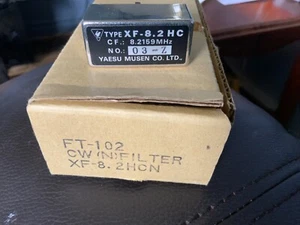 TYPE XF-8.2 HC
CF.: 8.2159MHz
NO.: 03-Z
YAESU MUSEN CO. LTD.
FT-102
CW(N)FILTER
XF-8.2HCN